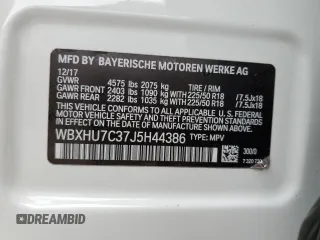 MFD BY BAYERISCHE MOTOREN WERKE AG
12/17
GVWR 4575 lbs 2075 kg TIRE / RIM
GAWR FRONT 2403 lbs 1090 kg 225/50 R18 / 7.5Jx18
GAWR REAR 2282 lbs 1035 kg 225/50 R18 / 7.5Jx18
THIS VEHICLE CONFORMS TO ALL APPLICABLE U.S. FEDERAL
MOTOR VEHICLE SAFETY, BUMPER, AND THEFT PREVENTION
STANDARDS IN EFFECT ON THE DATE OF MANUFACTURE SHOWN ABOVE.
WBXHU7C37J5H44386 TYPE: MPV
300/0
DREAMBID